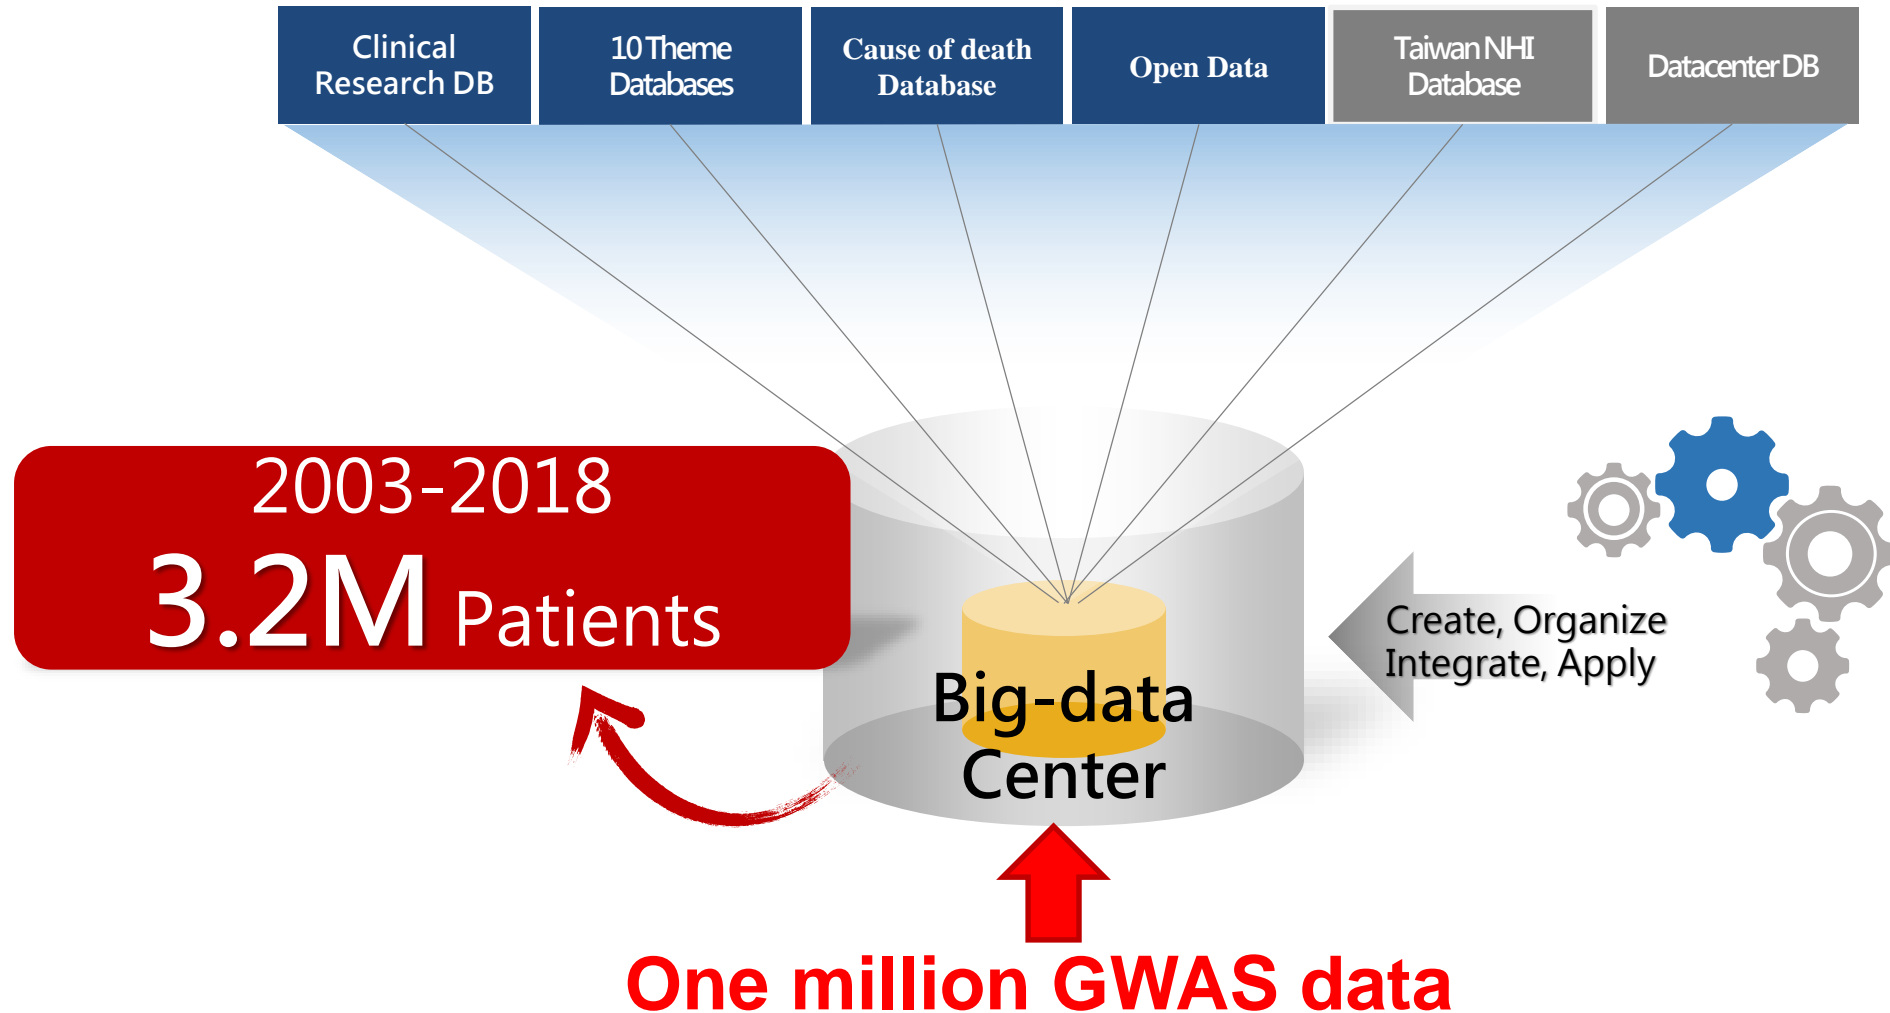 Clinical
Research DB
10 Theme
Databases
Cause of death
Database
Open Data
Taiwan NHI
Database
Datacenter DB
2003-2018
3.2M Patients
Create, Organize
Integrate, Apply
Big-data
Center
One million GWAS data